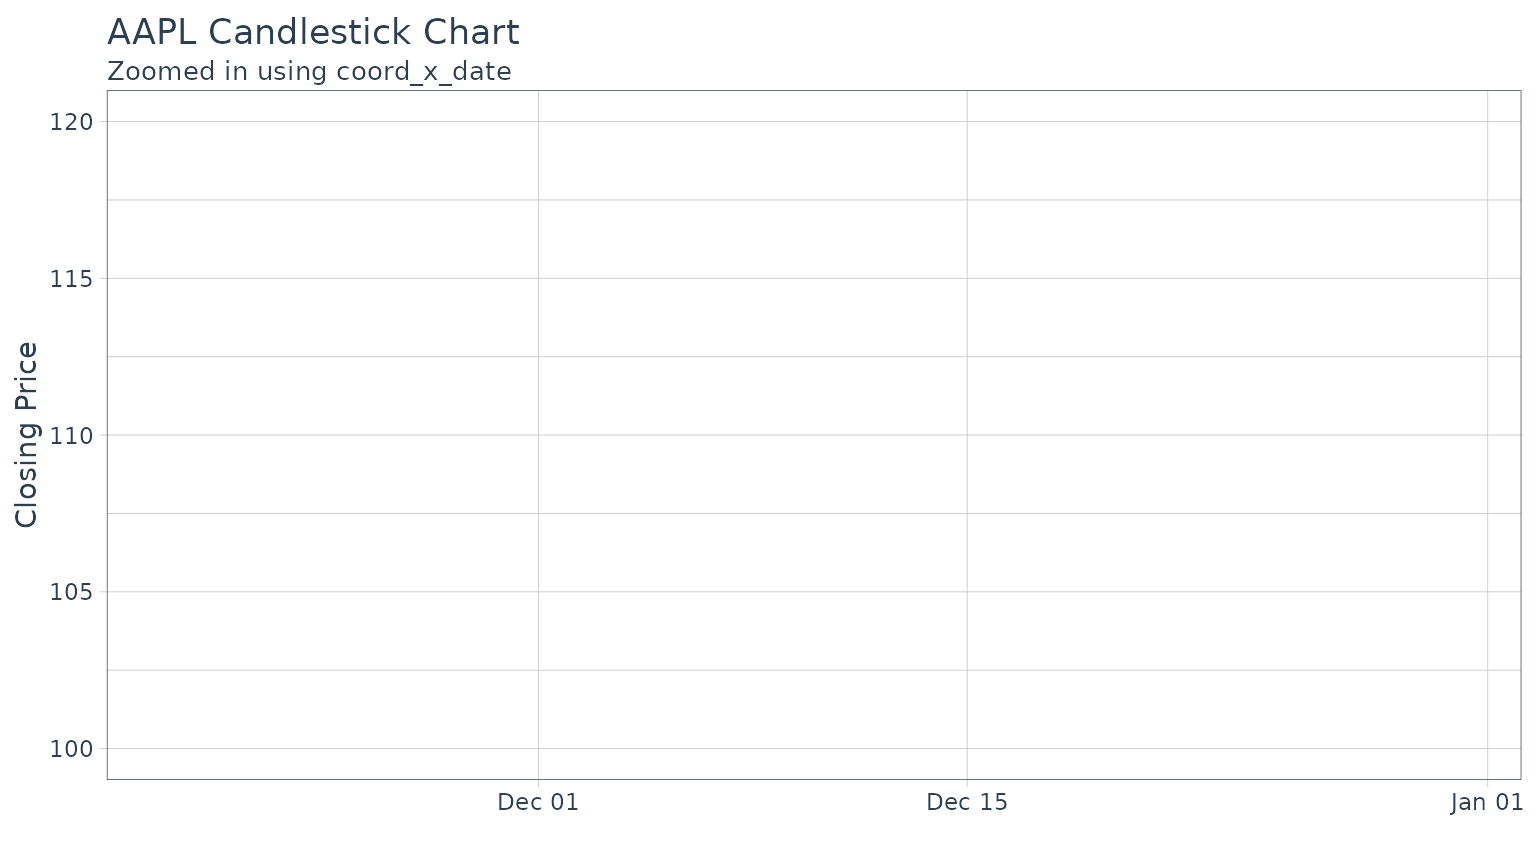 AAPL Candlestick Chart
Zoomed in using coord_x_date
Closing Price
120
115
110
105
100
Dec 01
Dec 15
Jan 01